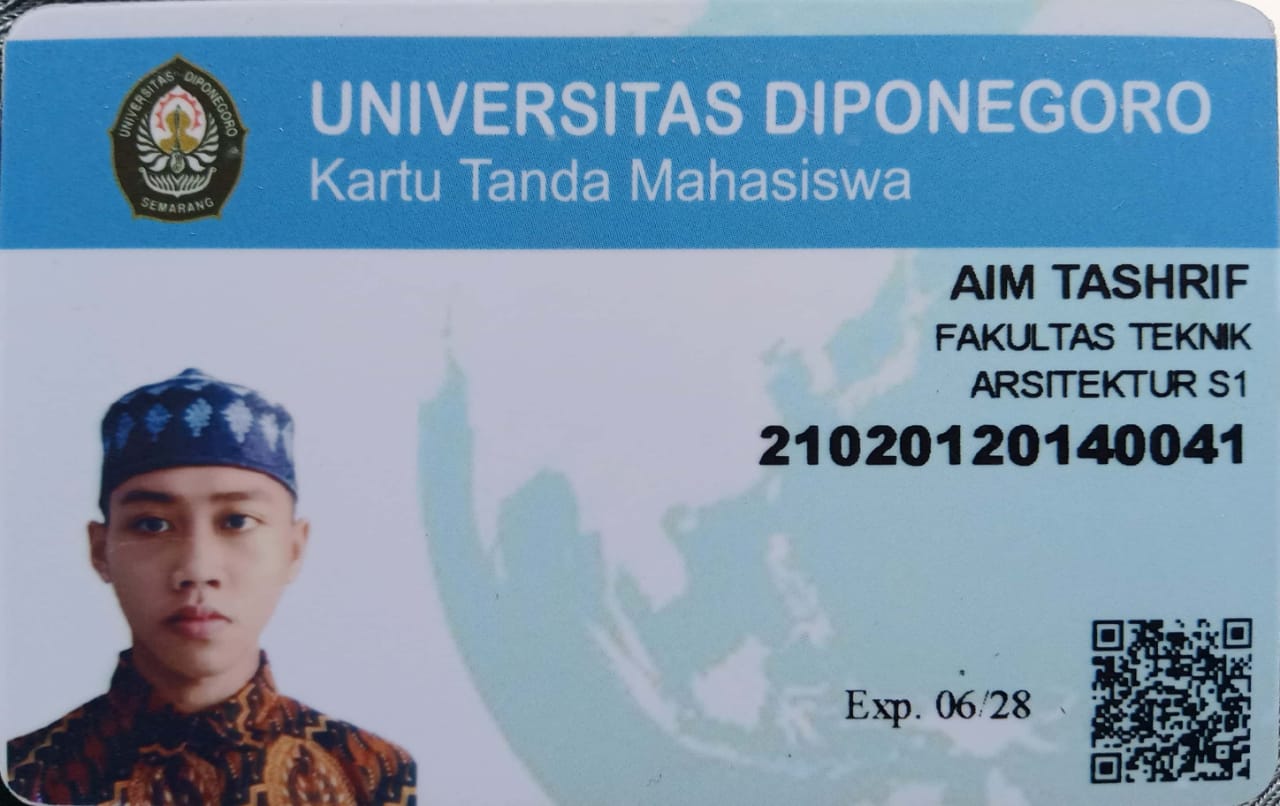 UNIVERSITAS DIPONEGORO
SEMARANG
UNIVERSITAS DIPONEGORO
Kartu Tanda Mahasiswa
AIM TASHRIF
FAKULTAS TEKNIK
ARSITEKTUR S1
21020120140041
Exp. 06/28